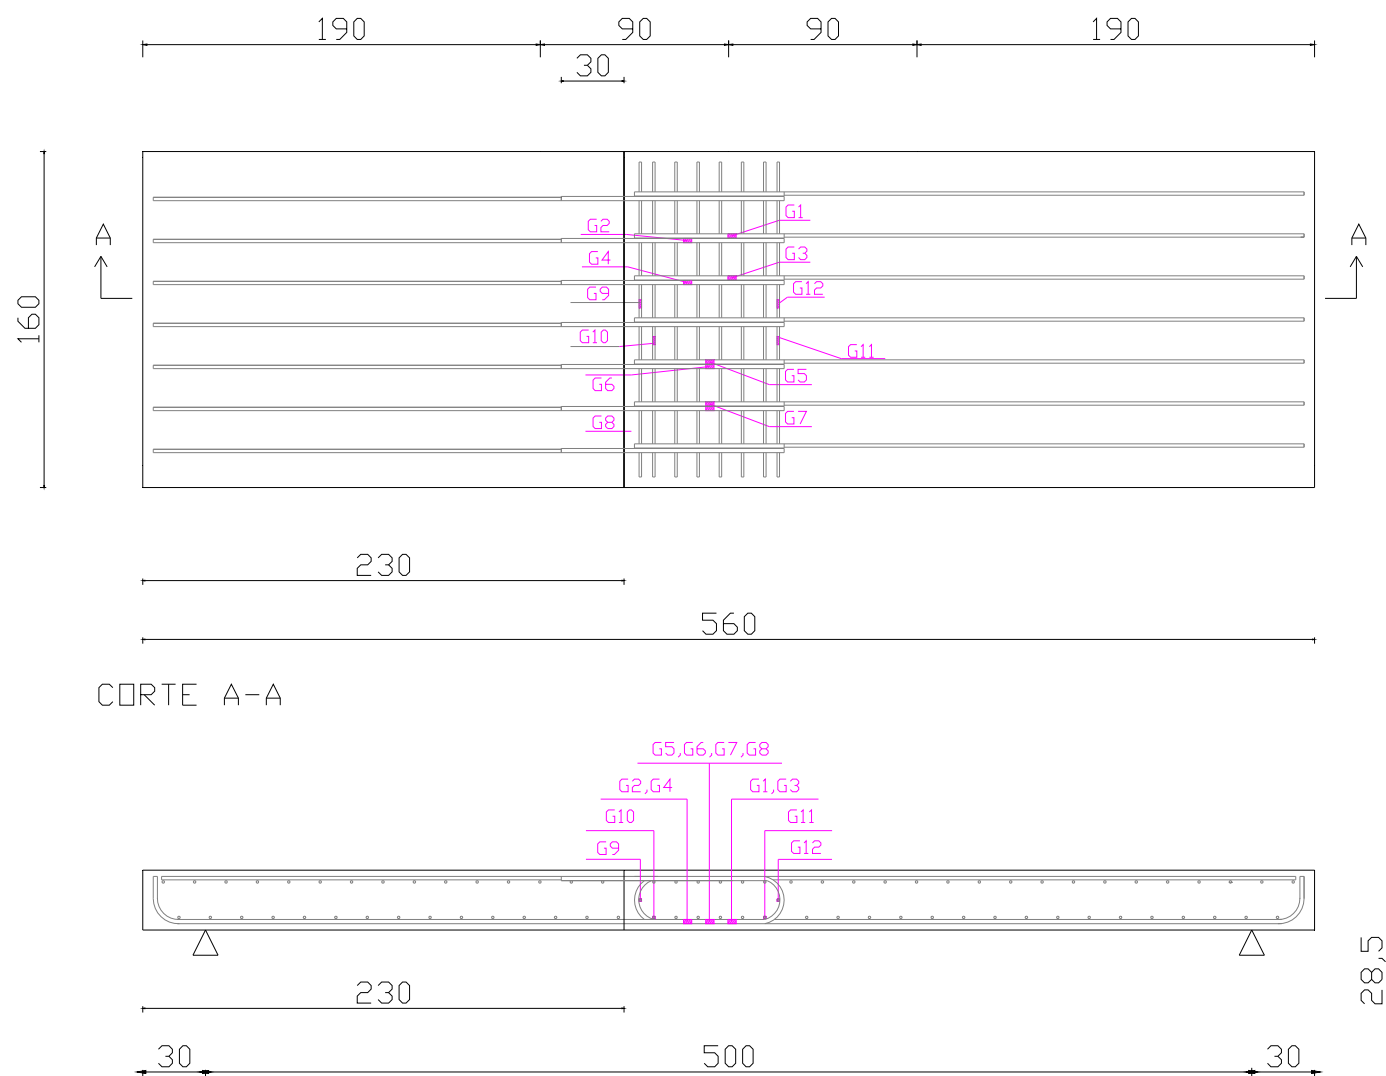 190 90 90 190
30
A A
160
G1
G2
G3
G4
G9 G12
G10 G11
G6 G5
G8 G7
230
560
CORTE A-A
G5,G6,G7,G8
G2,G4 G1,G3
G10 G11
G9 G12
28,5
230
30 500 30